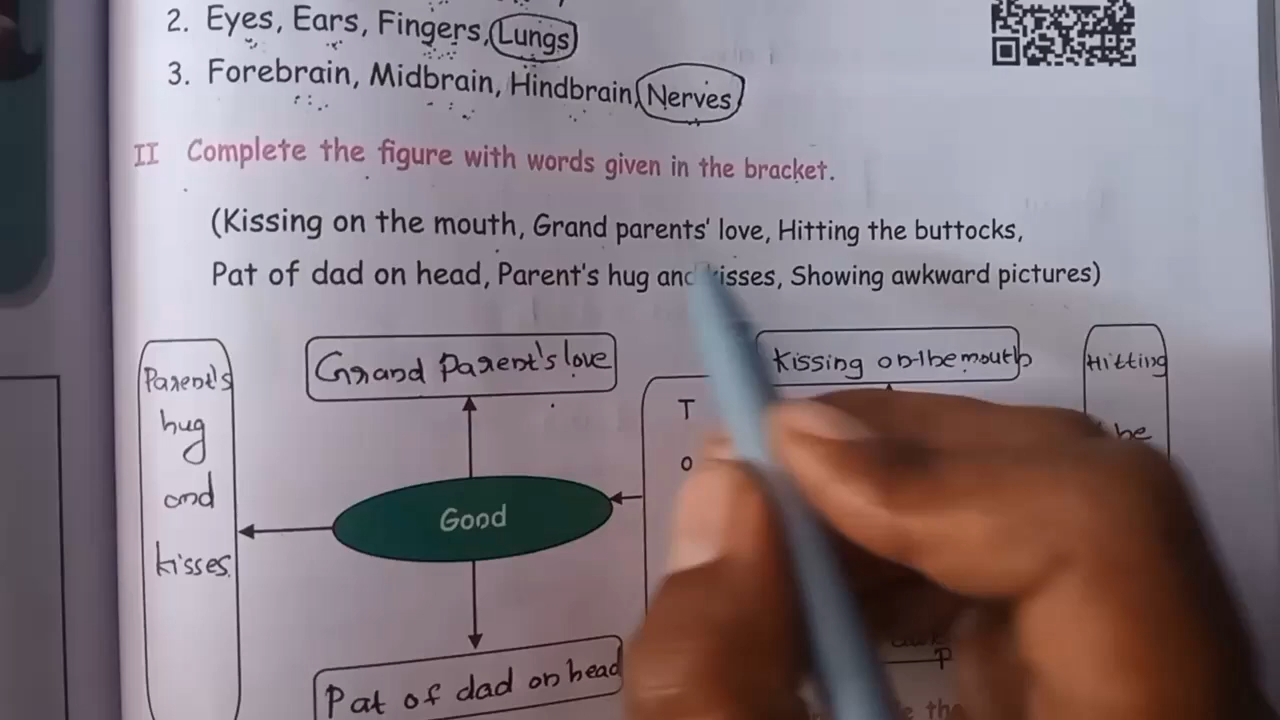 2. Eyes, Ears, Fingers, Lungs
3. Forebrain, Midbrain, Hindbrain, Nerves
II Complete the figure with words given in the bracket.
(Kissing on the mouth, Grand parents' love, Hitting the buttocks,
Pat of dad on head, Parent's hug and kisses, Showing awkward pictures)
Parent's
hug
and
kisses.
Grand Parent's love
Good
Pat of dad on head
T
O
Kissing on the mouth
Hitting
the